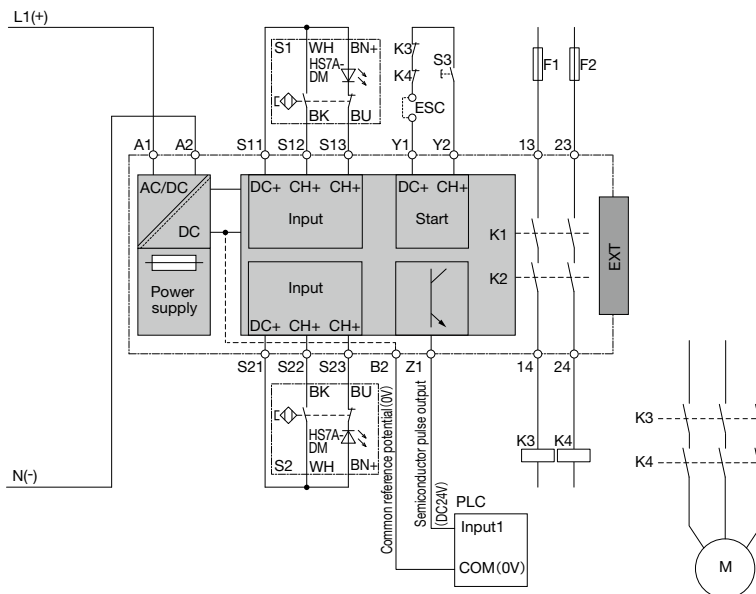 L1(+)
S1 WH BN+
HS7A-
DM
BK BU
K3
K4
S3
ESC
F1 F2
A1 A2 S11 S12 S13 Y1 Y2 13 23
AC/DC
DC
Power
supply
DC+ CH+ CH+
Input
DC+ CH+
Start
K1
K2
EXT
Input
DC+ CH+ CH+
S21 S22 S23 B2 Z1 14 24
BK BU
HS7A-
DM
S2 WH BN+
N(-)
Common reference potential(0V)
Semiconductor pulse output
(DC24V)
PLC
Input1
COM(0V)
K3 K4
K3
K4
M